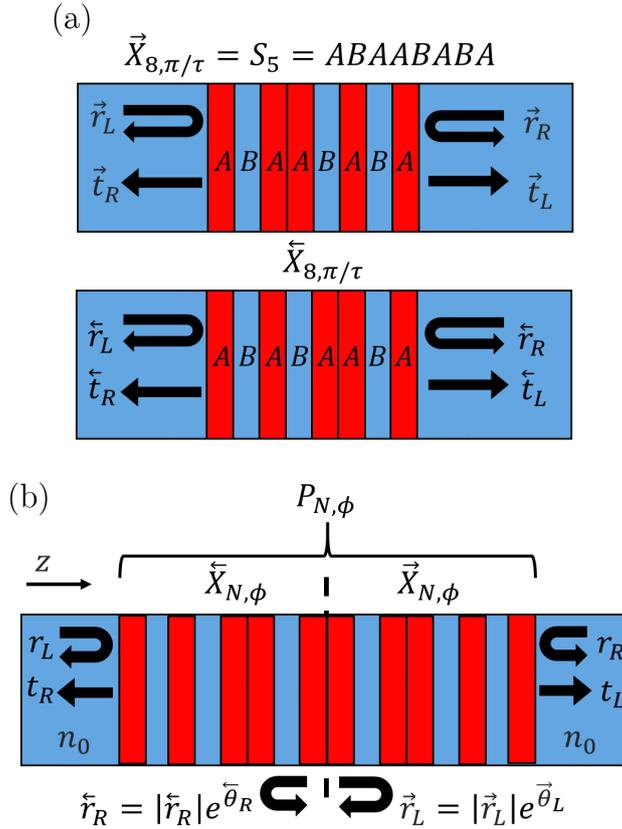 (a)
X⃗_{8,π/τ} = S_5 = ABAABABA
r⃗_L A B A A B A B A r⃗_R
t⃗_R t⃗_L
X⃖_{8,π/τ}
r⃖_L A B A B A A B A r⃖_R
t⃖_R t⃖_L
(b)
P_{N,ϕ}
z
X⃖_{N,ϕ} X⃗_{N,ϕ}
r_L r_R
t_R t_L
n_0 n_0
r⃖_R = |r⃖_R|e^{θ⃖_R} r⃗_L = |r⃗_L|e^{θ⃗_L}